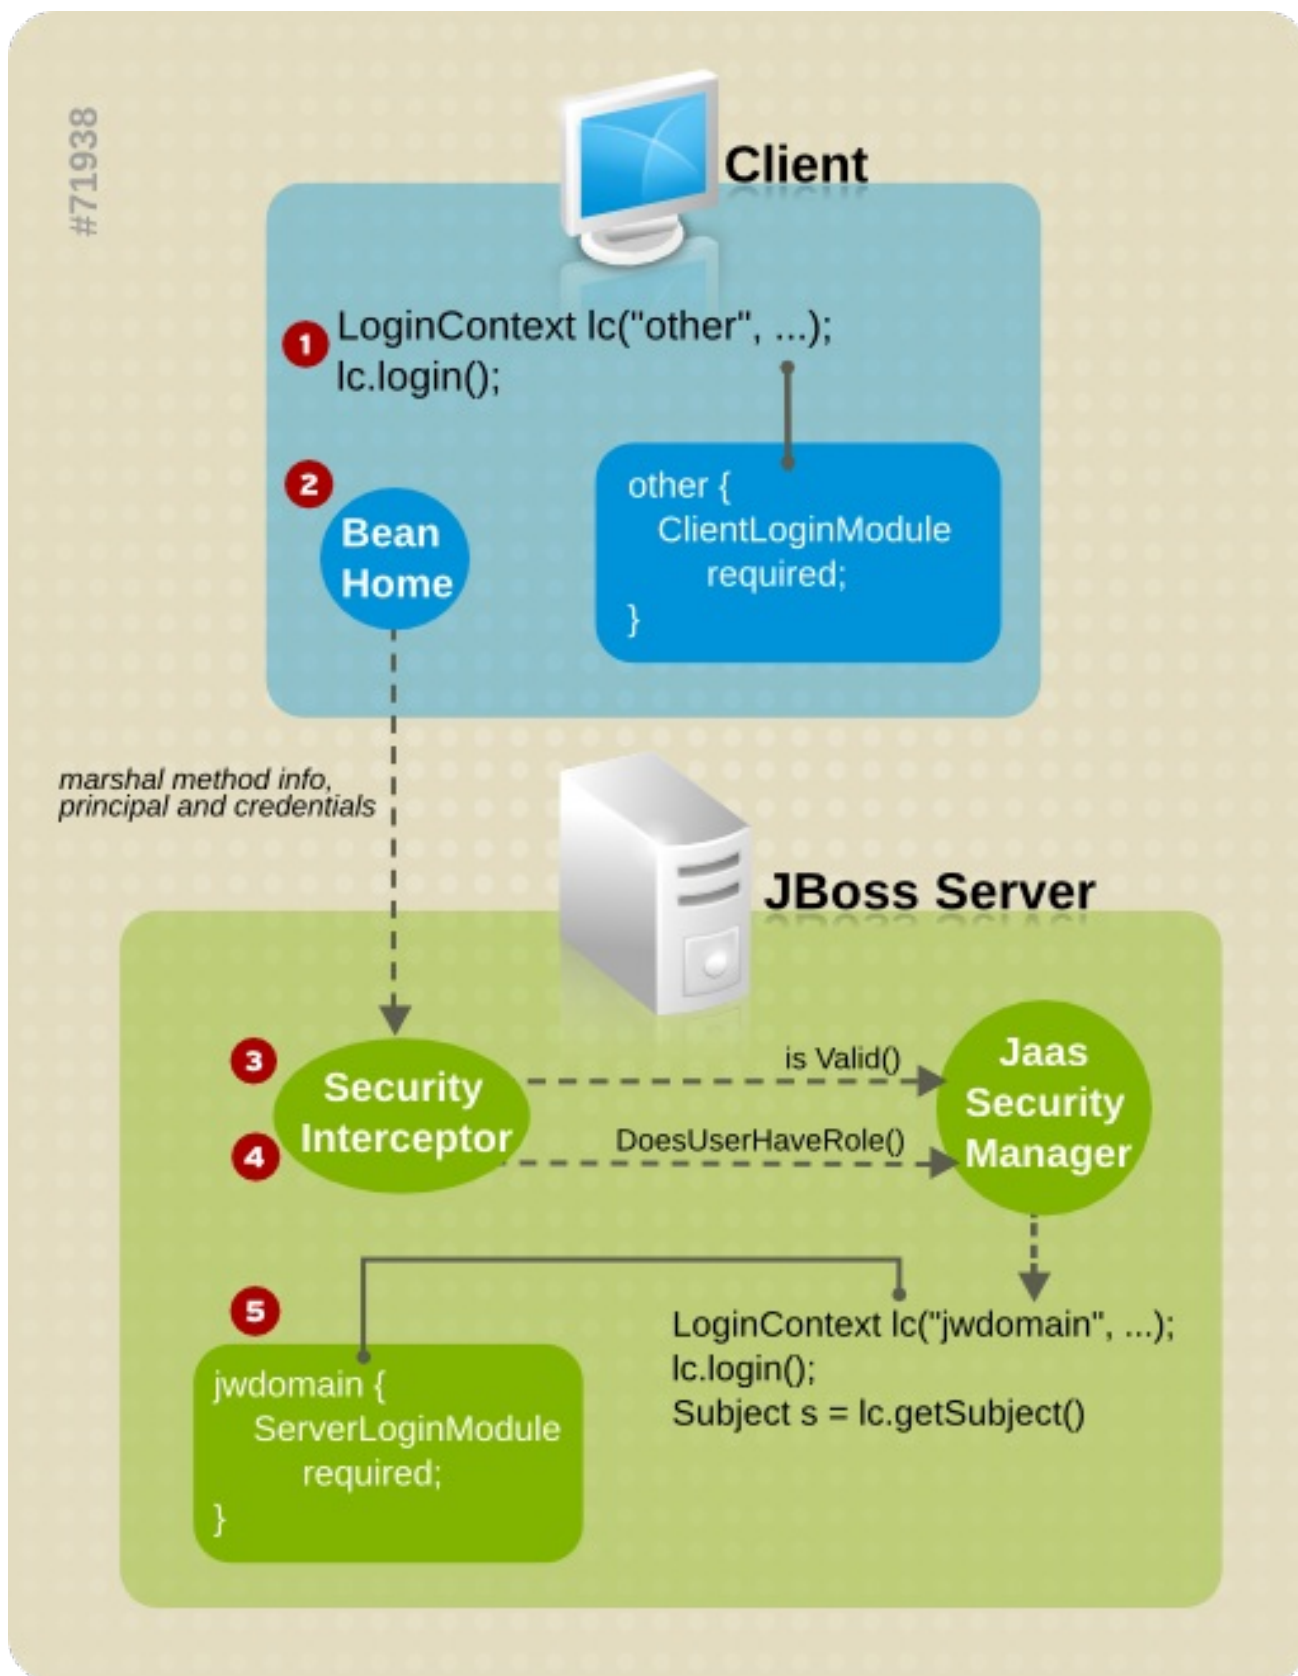 #71938
Client
1
LoginContext lc("other", ...);
lc.login();
2
Bean
Home
other {
ClientLoginModule
required;
}
marshal method info,
principal and credentials
JBoss Server
3
Security
Interceptor
4
is Valid()
DoesUserHaveRole()
Jaas
Security
Manager
5
jwdomain {
ServerLoginModule
required;
}
LoginContext lc("jwdomain", ...);
lc.login();
Subject s = lc.getSubject()